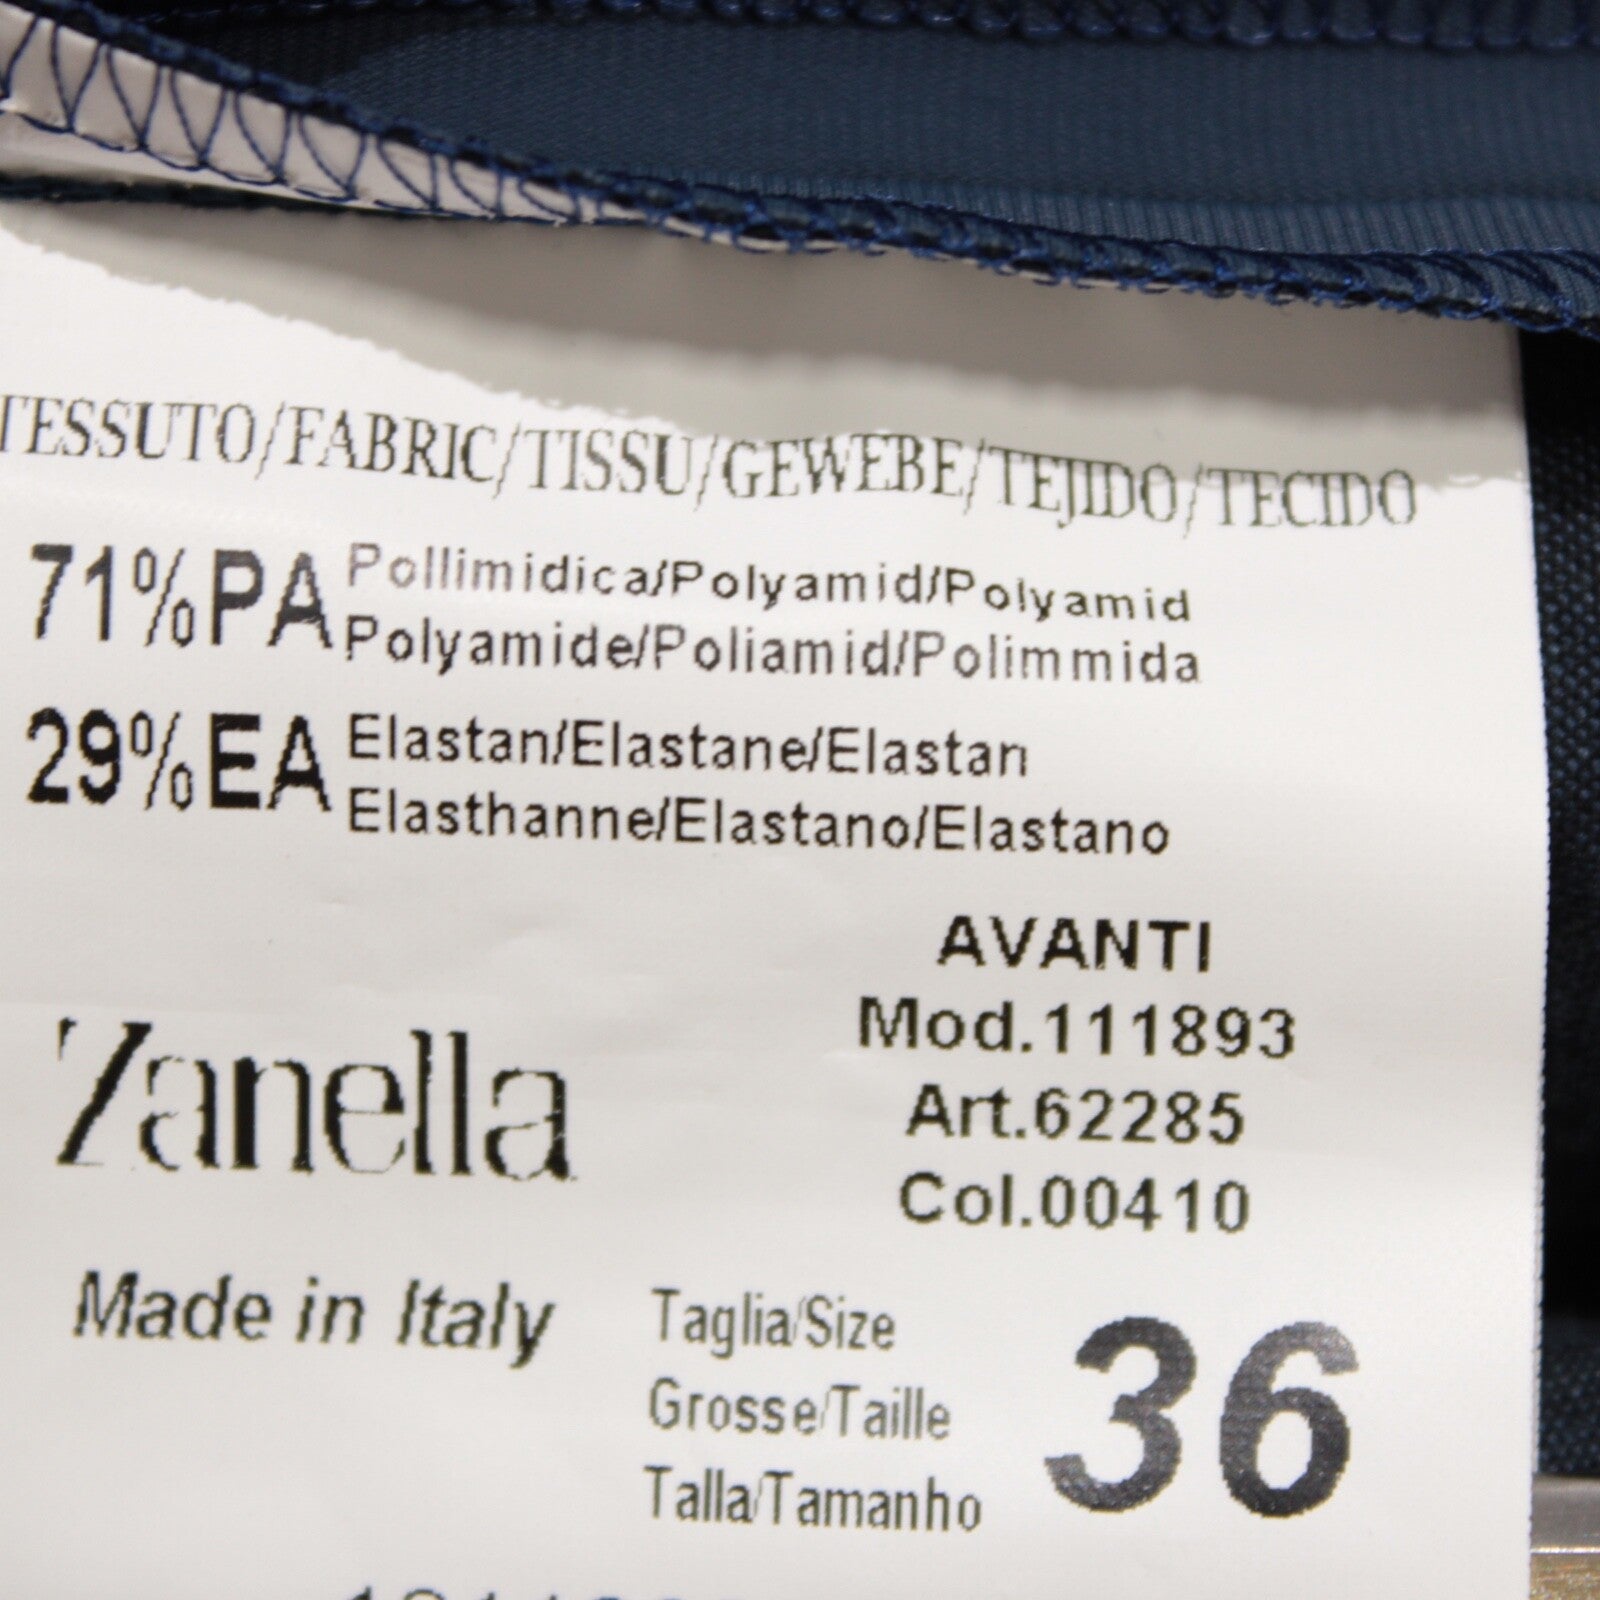 TESSUTO/FABRIC/TISSU/GEWEBE/TEJIDO/TECIDO
71%PA Pollimidica/Polyamid/Polyamid
Polyamide/Poliamid/Polimmida
29%EA Elastan/Elastane/Elastan
Elasthanne/Elastano/Elastano
AVANTI
Mod.111893
Art.62285
Col.00410
Zanella
Made in Italy
Taglia/Size
Grosse/Taille
Talla/Tamanho
36